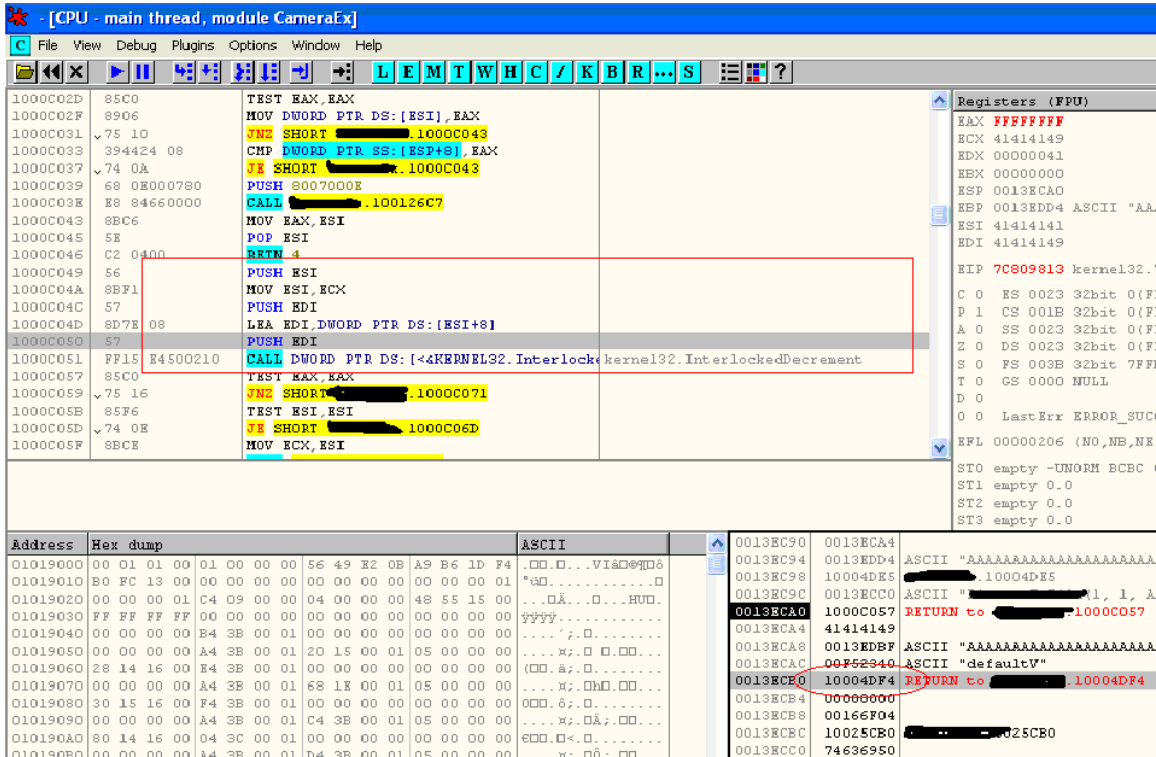 - [CPU - main thread, module CameraEx]
C File View Debug Plugins Options Window Help
L E M T W H C / K B R ... S ?
1000C02D 85C0 TEST EAX,EAX
1000C02F 8906 MOV DWORD PTR DS:[ESI],EAX
1000C031 75 10 JNZ SHORT .1000C043
1000C033 394424 08 CMP DWORD PTR SS:[ESP+8],EAX
1000C037 74 0A JE SHORT .1000C043
1000C039 68 0E000780 PUSH 8007000E
1000C03E E8 84660000 CALL .100126C7
1000C043 8BC6 MOV EAX,ESI
1000C045 5E POP ESI
1000C046 C2 0400 RETN 4
1000C049 56 PUSH ESI
1000C04A 8BF1 MOV ESI,ECX
1000C04C 57 PUSH EDI
1000C04D 8D7E 08 LEA EDI,DWORD PTR DS:[ESI+8]
1000C050 57 PUSH EDI
1000C051 FF15 E4500210 CALL DWORD PTR DS:[<&KERNEL32.Interlocke kernel32.InterlockedDecrement
1000C057 85C0 TEST EAX,EAX
1000C059 75 16 JNZ SHORT .1000C071
1000C05B 85F6 TEST ESI,ESI
1000C05D 74 0E JE SHORT 1000C06D
1000C05F 8BCE MOV ECX,ESI
Registers (FPU)
EAX FFFFFFFF
ECX 41414149
EDX 00000041
EBX 00000000
ESP 0013ECA0
EBP 0013EDD4 ASCII "AA
ESI 41414141
EDI 41414149
EIP 7C809813 kernel32.
C 0 ES 0023 32bit 0(F
P 1 CS 001B 32bit 0(F
A 0 SS 0023 32bit 0(F
Z 0 DS 0023 32bit 0(F
S 0 FS 003B 32bit 7FF
T 0 GS 0000 NULL
D 0
O 0 LastErr ERROR_SUC
EFL 00000206 (NO,NB,NE
ST0 empty -UNORM BCBC
ST1 empty 0.0
ST2 empty 0.0
ST3 empty 0.0
Address Hex dump ASCII
01019000 00 01 01 00 01 00 00 00 56 49 E2 0B A9 B6 1D F4
01019010 B0 FC 13 00 00 00 00 00 00 00 00 00 00 00 00 01
01019020 00 00 00 01 C4 09 00 00 04 00 00 00 48 55 15 00
01019030 FF FF FF FF 00 00 00 00 00 00 00 00 00 00 00 00 ÿÿÿÿ............
01019040 00 00 00 00 B4 3B 00 01 00 00 00 00 00 00 00 00
01019050 00 00 00 00 A4 3B 00 01 20 15 00 01 05 00 00 00
01019060 28 14 16 00 E4 3B 00 01 00 00 00 00 00 00 00 00
01019070 00 00 00 00 A4 3B 00 01 68 1E 00 01 05 00 00 00
01019080 30 15 16 00 F4 3B 00 01 00 00 00 00 00 00 00 00
01019090 00 00 00 00 A4 3B 00 01 C4 3B 00 01 05 00 00 00
010190A0 80 14 16 00 04 3C 00 01 00 00 00 00 00 00 00 00
010190B0 00 00 00 00 A4 3B 00 01 D4 3B 00 01 05 00 00 00
0013EC90 0013ECA4
0013EC94 0013EDD4 ASCII "AAAAAAAAAAAAAAAAAAAAA
0013EC98 10004DE5 .10004DE5
0013EC9C 0013ECC0 ASCII " (1, 1, A
0013ECA0 1000C057 RETURN to 1000C057
0013ECA4 41414149
0013ECA8 0013EDBF ASCII "AAAAAAAAAAAAAAAAAAAAA
0013ECAC 00F52340 ASCII "defaultV"
0013ECB0 10004DF4 RETURN to .10004DF4
0013ECB4 00000000
0013ECB8 00166F04
0013ECBC 10025CB0 025CB0
0013ECC0 74636950